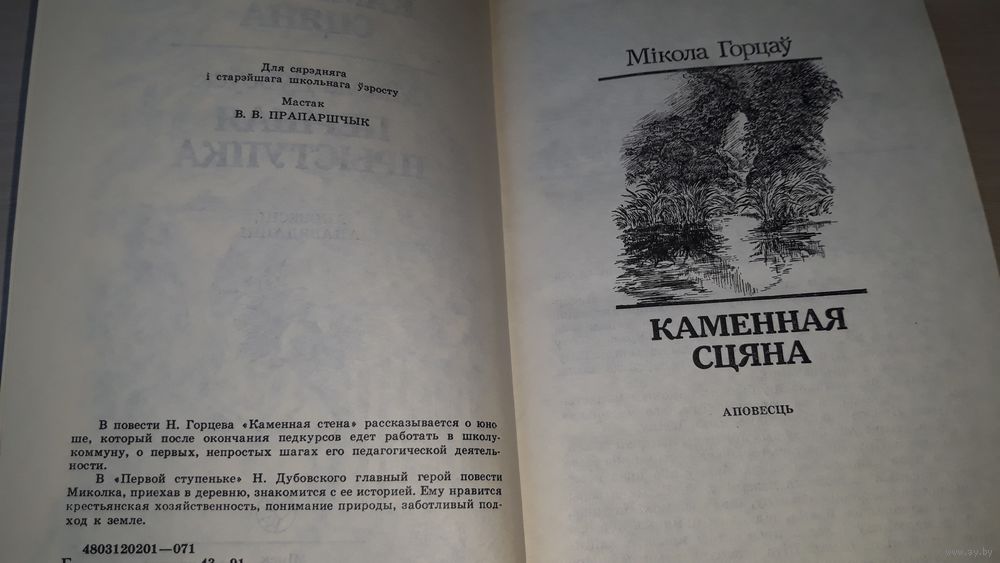 Для сярэдняга
і старэйшага школьнага ўзросту
Мастак
В. В. ПРАПАРШЧЫК
В повести Н. Горцева «Каменная стена» рассказывается о юно
ше, который после окончания педкурсов едет работать в школу-
коммуну, о первых, непростых шагах его педагогической деятель-
ности.
В «Первой ступеньке» Н. Дубовского главный герой повести
Миколка, приехав в деревню, знакомится с ее историей. Ему нравится
крестьянская хозяйственность, понимание природы, заботливый под-
ход к земле.
4803120201—071
Мікола Горцаў
КАМЕННАЯ
СЦЯНА
АПОВЕСЦЬ
www.ay.by